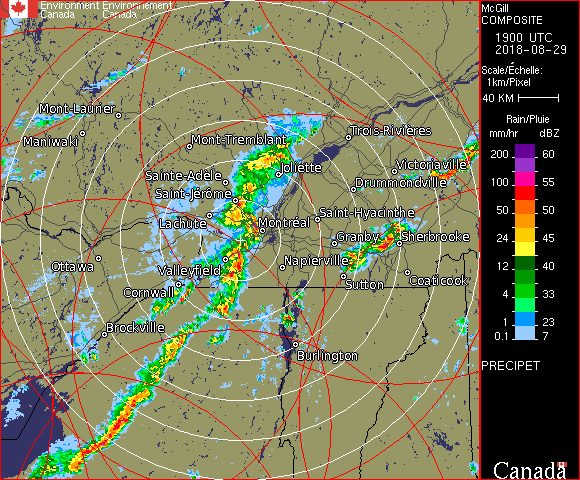 Environment Environnement
Canada Canada
McGill
COMPOSITE
1900 UTC
2018-08-29
Scale/Échelle:
1km/Pixel
40 KM
Rain/Pluie
mm/hr dBZ
200 60
100 55
50 50
24 45
12 40
4 33
1 23
0.1 7
PRECIPET
Canada
Mont-Laurier
Maniwaki
Mont-Tremblant
Trois-Rivières
Sainte-Adèle
Joliette
Victoriaville
Saint-Jérôme
Drummondville
Lachute
Montréal
Saint-Hyacinthe
Granby
Sherbrooke
Ottawa
Valleyfield
Napierville
Cornwall
Sutton
Coaticook
Brockville
Burlington